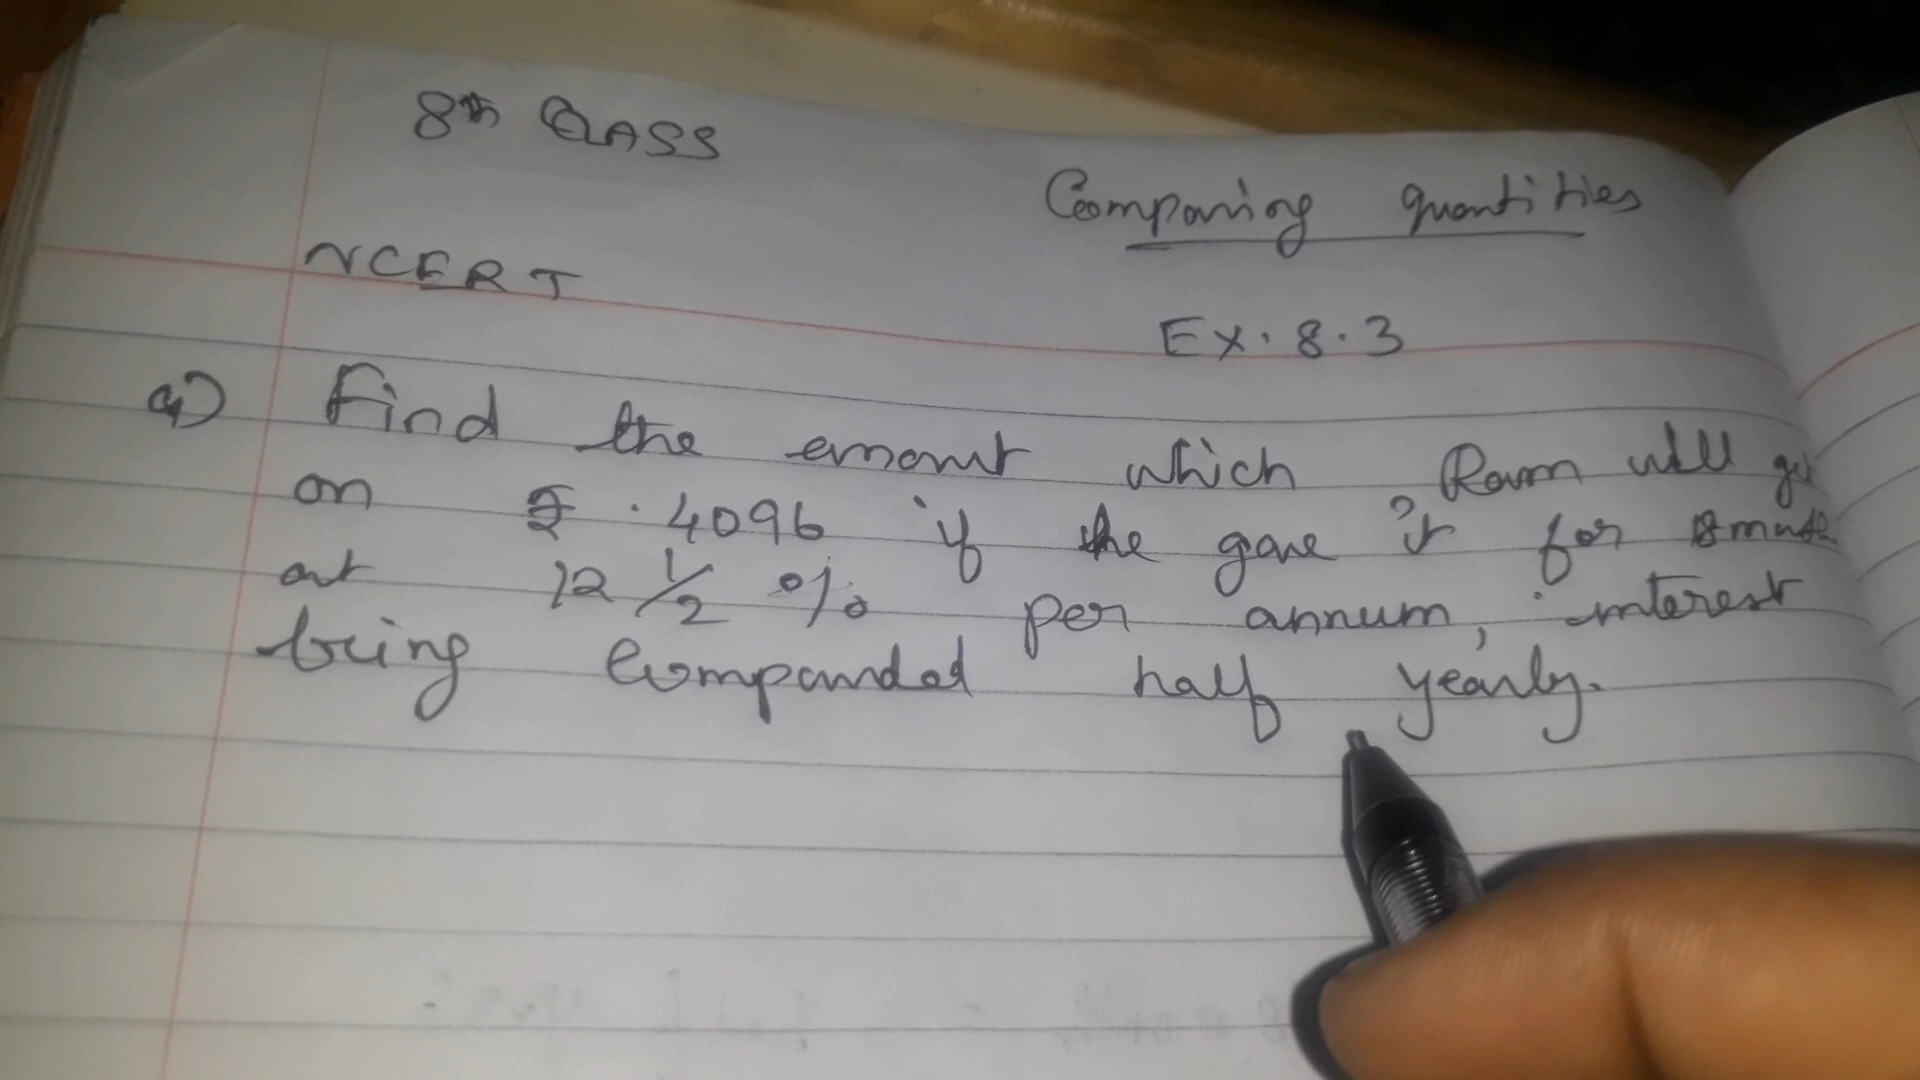 8th CLASS
Comparing quantities
NCERT
Ex. 8.3
9) Find the amount which Ram will get
on ₹. 4096 if he gave it for 18 months
at 12 1/2 % per annum, interest
being compounded half yearly.